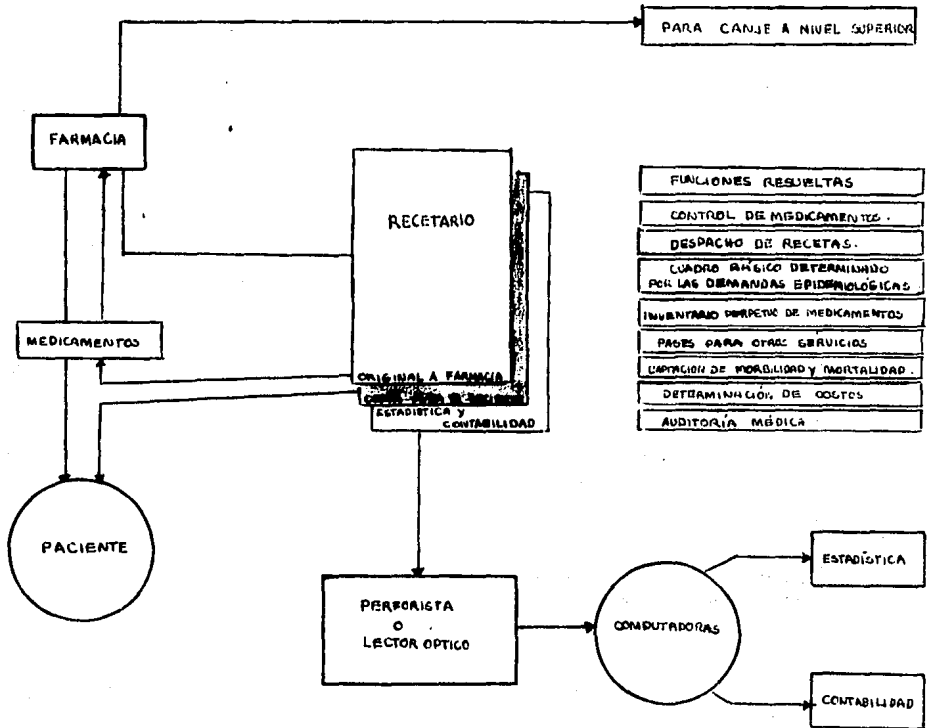 PARA CANJE A NIVEL SUPERIOR
FARMACIA
RECETARIO
MEDICAMENTOS
ORIGINAL A FARMACIA
ESTADÍSTICA y
CONTABILIDAD
PACIENTE
PERFORISTA
O
LECTOR OPTICO
COMPUTADORAS
ESTADÍSTICA
CONTABILIDAD
FUNCIONES RESUELTAS
CONTROL DE MEDICAMENTOS.
DESPACHO DE RECETAS.
CUADRO BÁSICO DETERMINADO
POR LAS DEMANDAS EPIDEMIOLÓGICAS
INVENTARIO PERPETUO DE MEDICAMENTOS
PASES PARA OTROS SERVICIOS
CAPTACION DE MORBILIDAD y MORTALIDAD.
DETERMINACIÓN DE COSTOS
AUDITORÍA MÉDICA